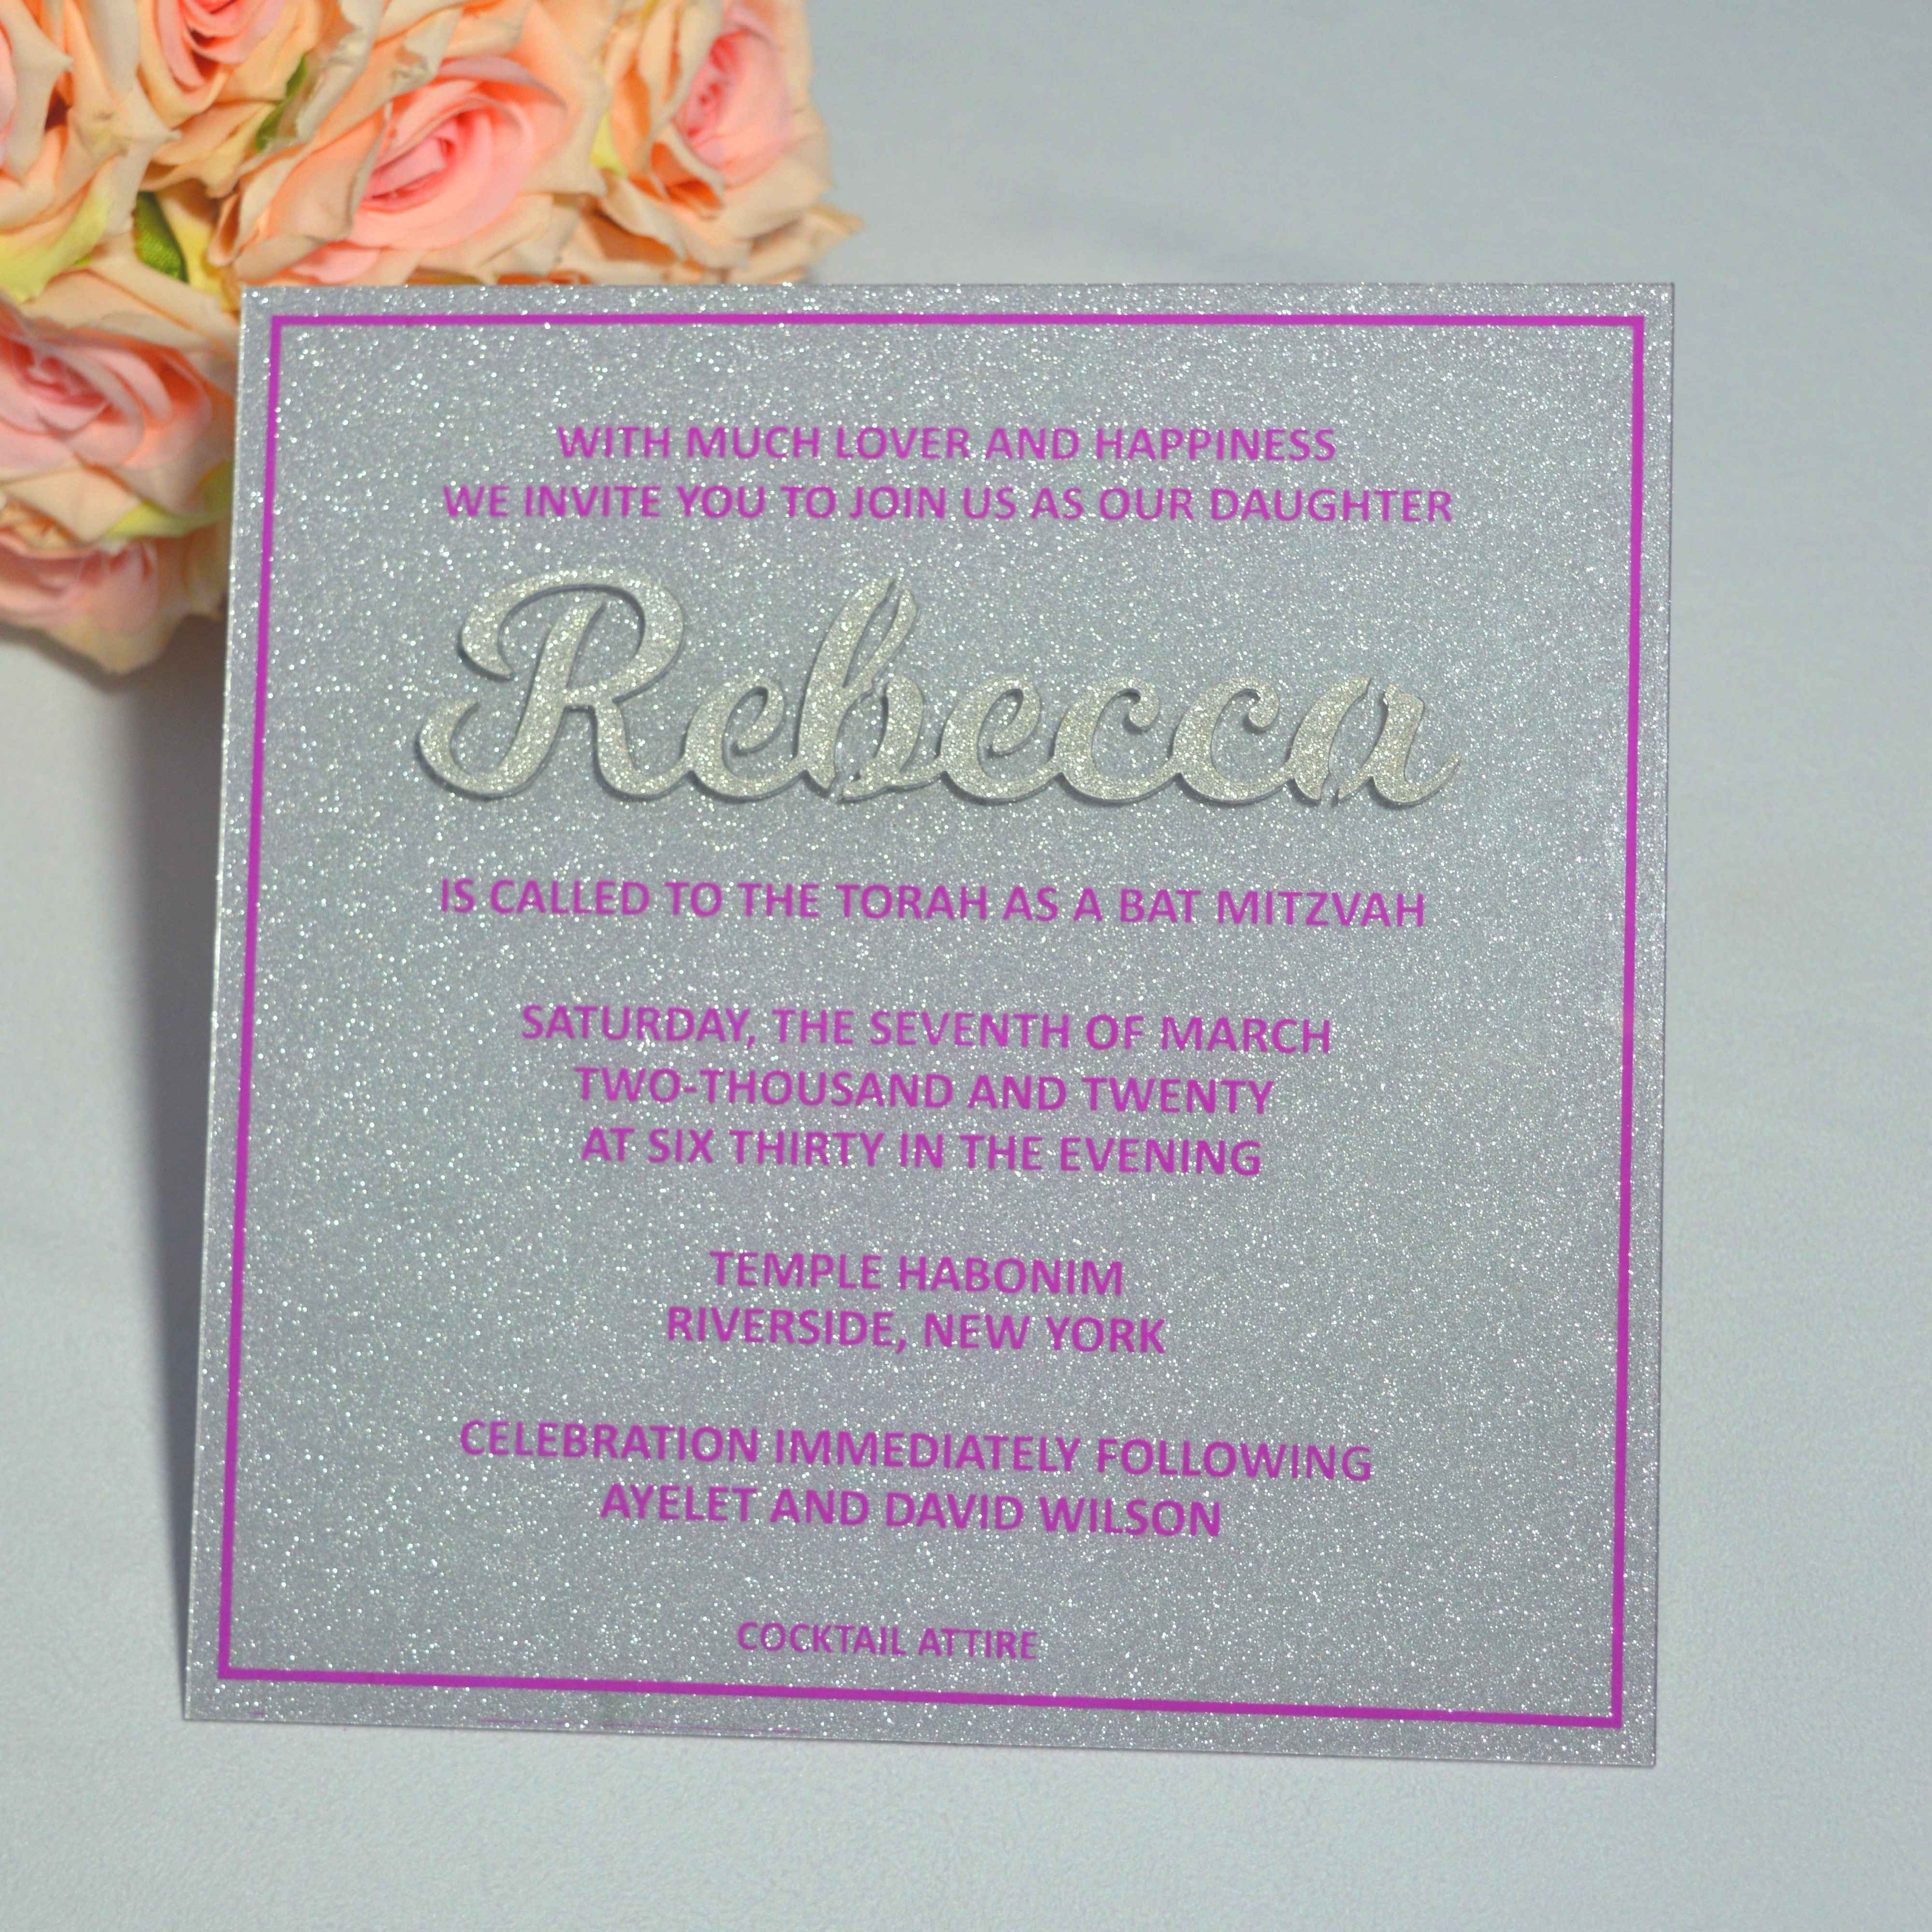 WITH MUCH LOVER AND HAPPINESS
WE INVITE YOU TO JOIN US AS OUR DAUGHTER
Rebecca
IS CALLED TO THE TORAH AS A BAT MITZVAH
SATURDAY, THE SEVENTH OF MARCH
TWO-THOUSAND AND TWENTY
AT SIX THIRTY IN THE EVENING
TEMPLE HABONIM
RIVERSIDE, NEW YORK
CELEBRATION IMMEDIATELY FOLLOWING
AYELET AND DAVID WILSON
COCKTAIL ATTIRE